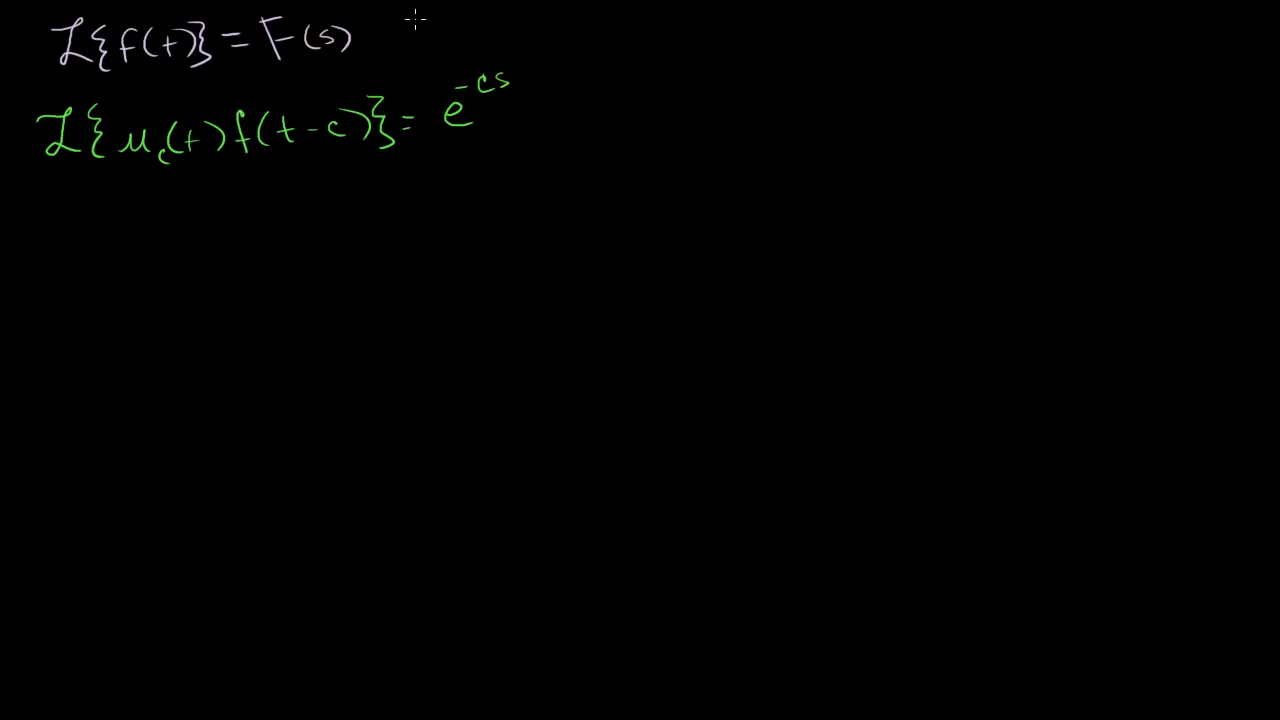 ℒ{f(t)} = F(s)
ℒ{u_c(t) f(t-c)} = e^{-cs}